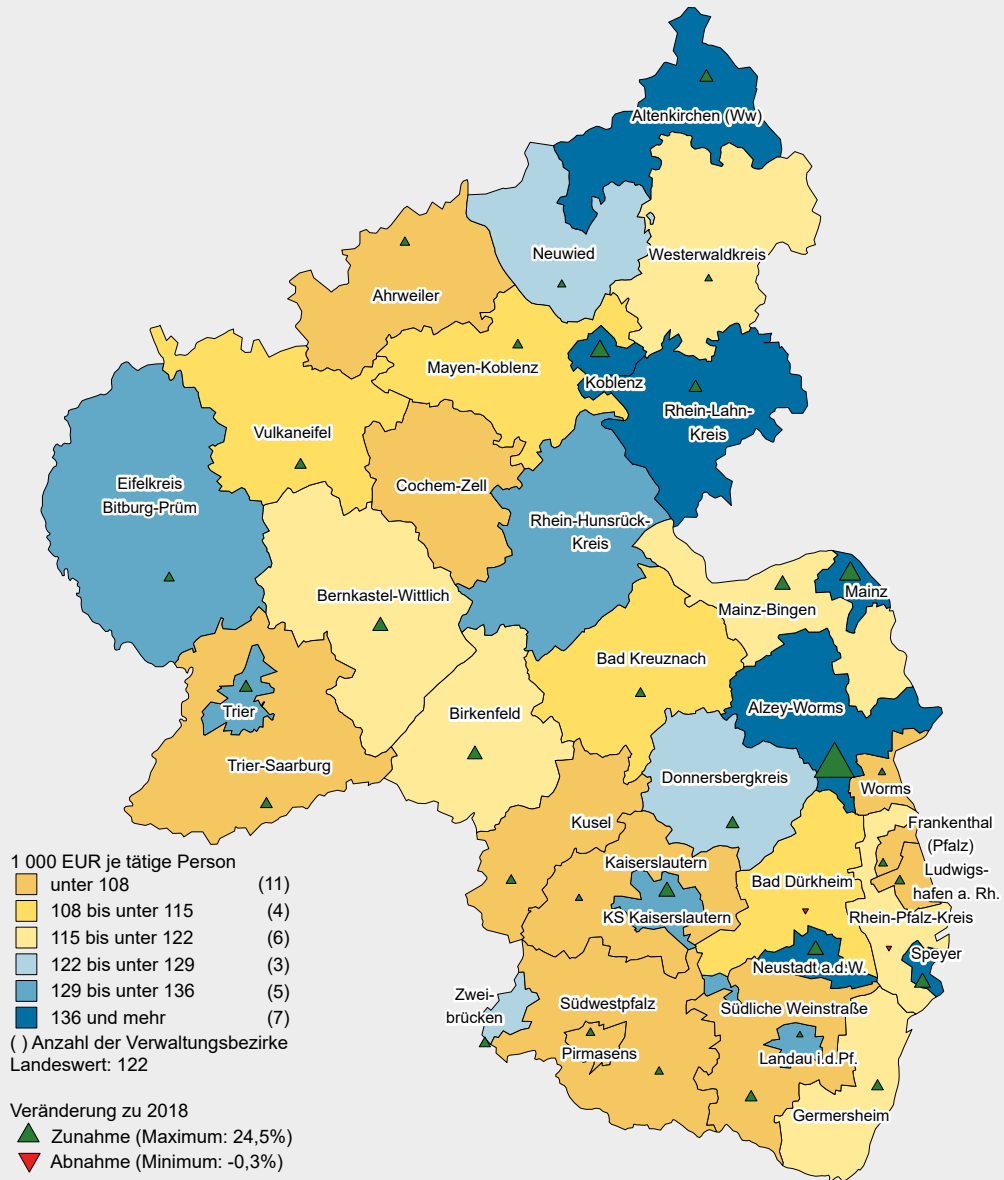 Altenkirchen (Ww)
Neuwied
Westerwaldkreis
Ahrweiler
Mayen-Koblenz
Koblenz
Rhein-Lahn-
Kreis
Vulkaneifel
Cochem-Zell
Eifelkreis
Bitburg-Prüm
Rhein-Hunsrück-
Kreis
Bernkastel-Wittlich
Mainz-Bingen
Mainz
Bad Kreuznach
Alzey-Worms
Birkenfeld
Trier
Trier-Saarburg
Donnersbergkreis
Worms
Kusel
Frankenthal
(Pfalz)
Kaiserslautern
Ludwigs-
hafen a. Rh.
Bad Dürkheim
KS Kaiserslautern
Rhein-Pfalz-Kreis
Speyer
Neustadt a.d.W.
Zwei-
brücken
Südwestpfalz
Südliche Weinstraße
Pirmasens
Landau i.d.Pf.
Germersheim
1 000 EUR je tätige Person
unter 108 (11)
108 bis unter 115 (4)
115 bis unter 122 (6)
122 bis unter 129 (3)
129 bis unter 136 (5)
136 und mehr (7)
( ) Anzahl der Verwaltungsbezirke
Landeswert: 122
Veränderung zu 2018
Zunahme (Maximum: 24,5%)
Abnahme (Minimum: -0,3%)